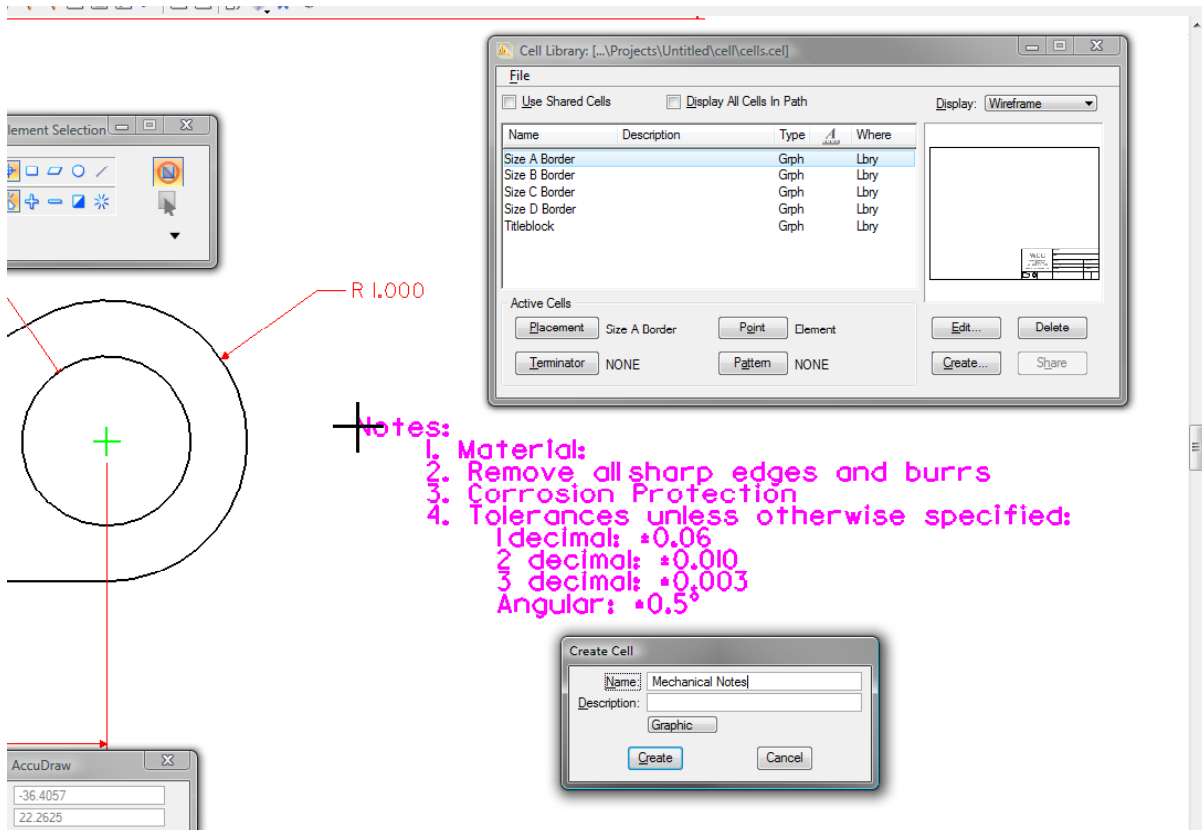 Cell Library: [...\Projects\Untitled\cell\cells.cel]
File
Use Shared Cells Display All Cells In Path Display: Wireframe
Name Description Type Where
Size A Border Grph Lbry
Size B Border Grph Lbry
Size C Border Grph Lbry
Size D Border Grph Lbry
Titleblock Grph Lbry
WCU
Active Cells
Placement Size A Border Point Element Edit... Delete
Terminator NONE Pattern NONE Create... Share
lement Selection
R 1.000
Notes:
1. Material:
2. Remove all sharp edges and burrs
3. Corrosion Protection
4. Tolerances unless otherwise specified:
1 decimal: ±0.06
2 decimal: ±0.010
3 decimal: ±0.003
Angular: ±0.5°
Create Cell
Name: Mechanical Notes
Description:
Graphic
Create Cancel
AccuDraw
-36.4057
22.2625